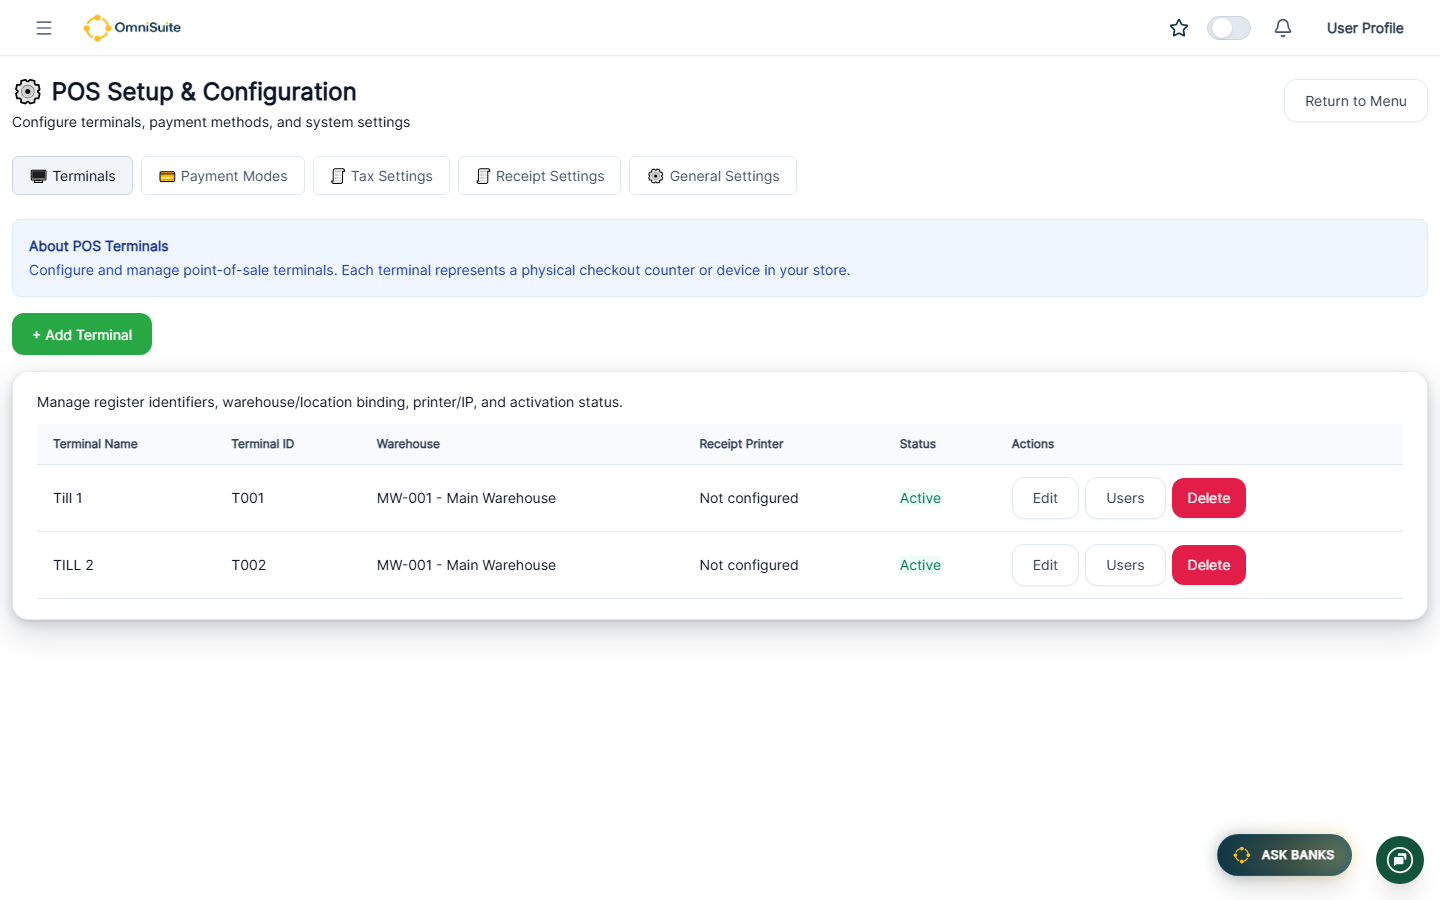 OmniSuite
User Profile
POS Setup & Configuration
Configure terminals, payment methods, and system settings
Return to Menu
Terminals
Payment Modes
Tax Settings
Receipt Settings
General Settings
About POS Terminals
Configure and manage point-of-sale terminals. Each terminal represents a physical checkout counter or device in your store.
+ Add Terminal
Manage register identifiers, warehouse/location binding, printer/IP, and activation status.
Terminal Name Terminal ID Warehouse Receipt Printer Status Actions
Till 1 T001 MW-001 - Main Warehouse Not configured Active Edit Users Delete
TILL 2 T002 MW-001 - Main Warehouse Not configured Active Edit Users Delete
ASK BANKS